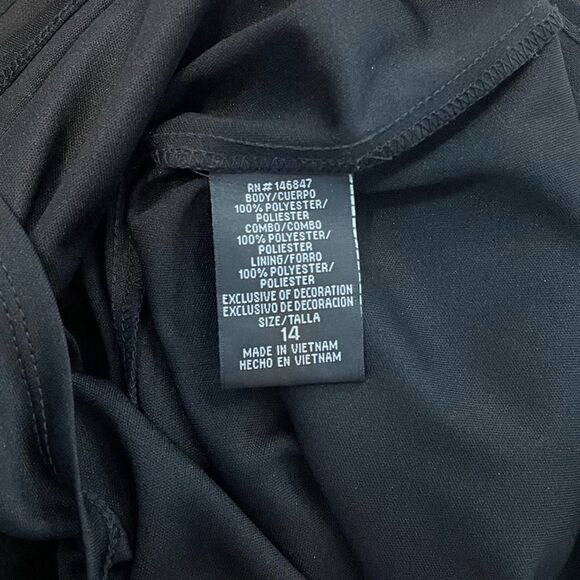 RN# 146847
BODY/CUERPO
100% POLYESTER/
POLIESTER
COMBO/COMBO
100% POLYESTER/
POLIESTER
LINING/FORRO
100% POLYESTER/
POLIESTER
EXCLUSIVE OF DECORATION
EXCLUSIVO DE DECORACION
SIZE/TALLA
14
MADE IN VIETNAM
HECHO EN VIETNAM